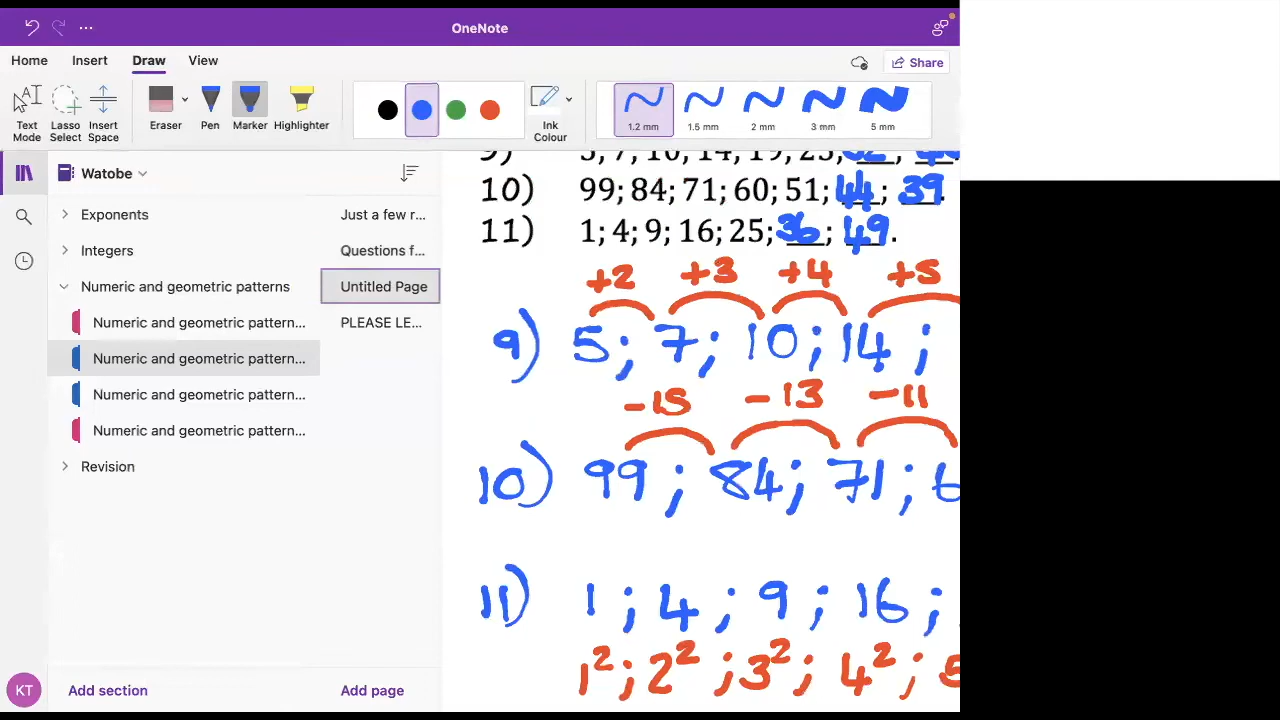 OneNote
Home Insert Draw View
Share
Text Mode
Lasso Select
Insert Space
Eraser
Pen
Marker
Highlighter
Ink Colour
1.2 mm
1.5 mm
2 mm
3 mm
5 mm
Watobe
Exponents
Integers
Numeric and geometric patterns
Numeric and geometric pattern...
Numeric and geometric pattern...
Numeric and geometric pattern...
Numeric and geometric pattern...
Revision
Just a few r...
Questions f...
Untitled Page
PLEASE LE...
KT
Add section
Add page
10) 99; 84; 71; 60; 51; 44; 39.
11) 1; 4; 9; 16; 25; 36; 49.
+2 +3 +4 +5
9) 5; 7; 10; 14;
-15 -13 -11
10) 99; 84; 71;
11) 1; 4; 9; 16;
1²; 2²; 3²; 4²;